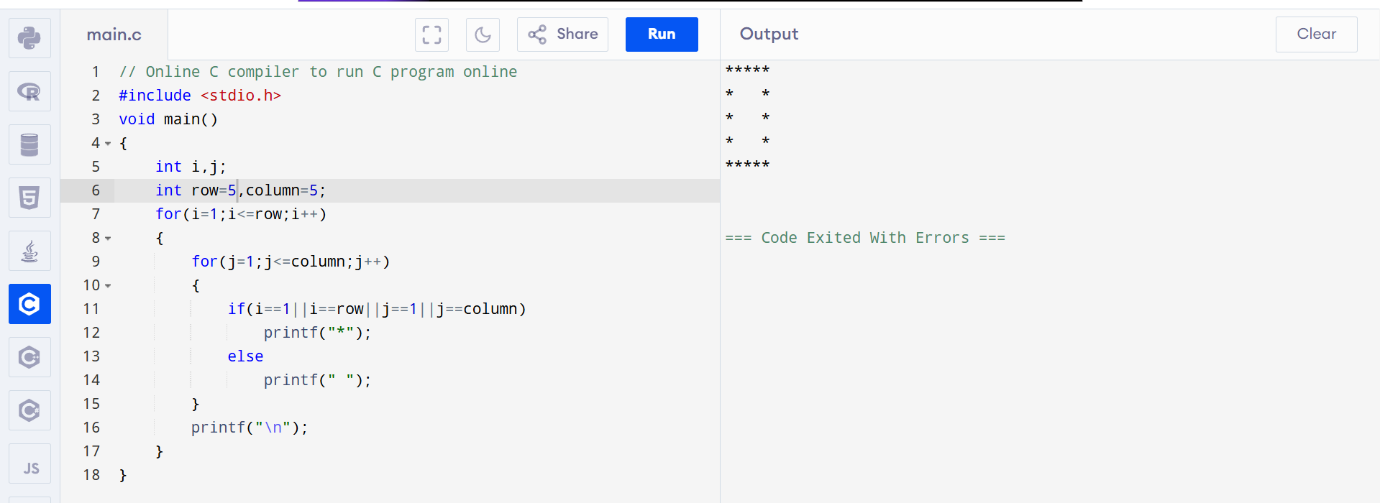 main.c
Share
Run
Output
Clear
1 // Online C compiler to run C program online
2 #include <stdio.h>
3 void main()
4 {
5     int i,j;
6     int row=5,column=5;
7     for(i=1;i<=row;i++)
8     {
9         for(j=1;j<=column;j++)
10         {
11             if(i==1||i==row||j==1||j==column)
12                 printf("*");
13             else
14                 printf(" ");
15         }
16         printf("\n");
17     }
18 }
*****
*   *
*   *
*   *
*****
=== Code Exited With Errors ===
R
5
C
C
C
JS